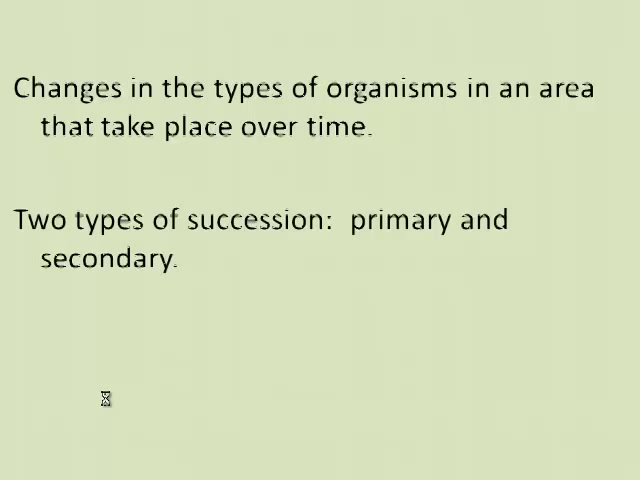 Changes in the types of organisms in an area
that take place over time.
Two types of succession: primary and
secondary.